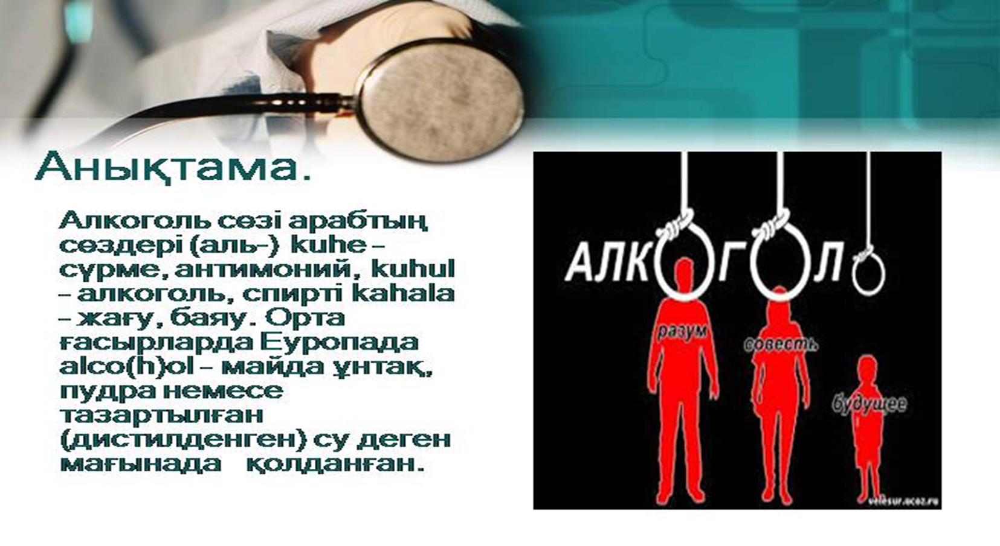 Анықтама.
Алкоголь сөзі арабтың
сөздері (аль-) kuhe –
сүрме, антимоний, kuhul
– алкоголь, спирті kahala
– жағу, баяу. Орта
ғасырларда Еуропада
alco(h)ol – майда ұнтақ,
пудра немесе
тазартылған
(дистилденген) су деген
мағынада қолданған.
АЛКОГОЛЬ
разум
совесть
будущее
velesur.ucoz.ru